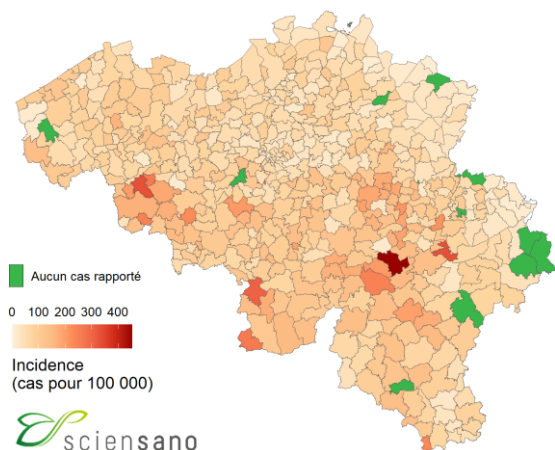 Aucun cas rapporté
0 100 200 300 400
Incidence
(cas pour 100 000)
sciensano